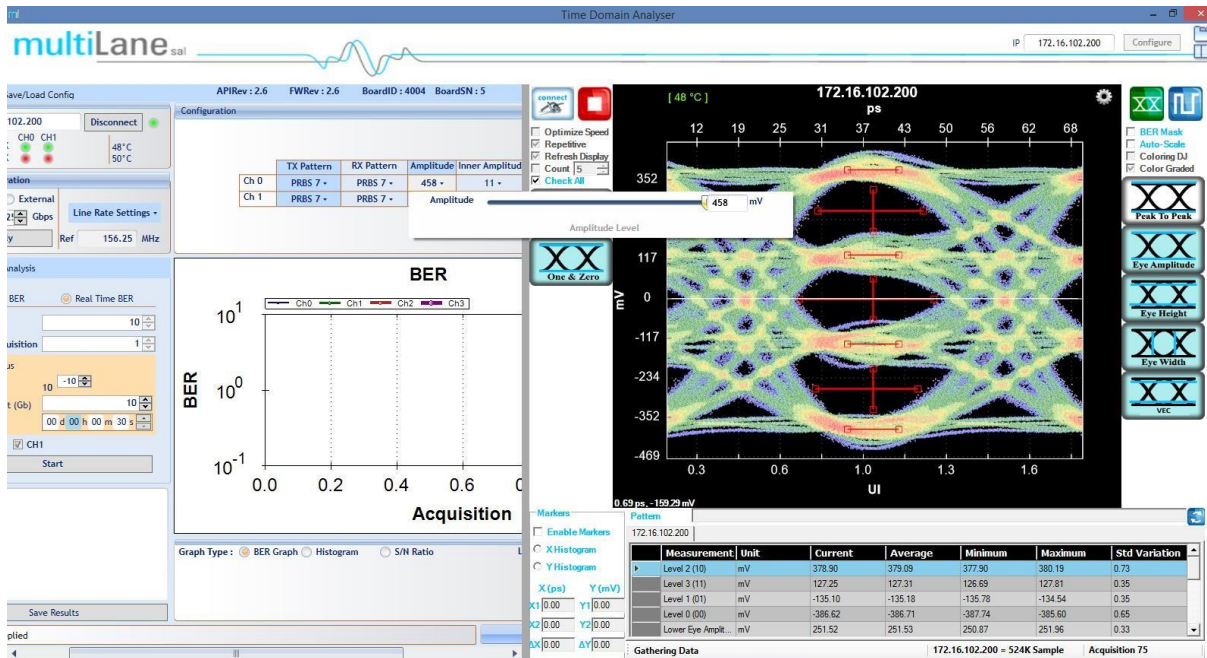 Time Domain Analyser
multiLane sal
IP 172.16.102.200 Configure
Save/Load Config
APIRev : 2.6 FWRev : 2.6 BoardID : 4004 BoardSN : 5
Disconnect
CH0 CH1
48°C
50°C
External
Gbps
Line Rate Settings
Ref 156.25 MHz
BER Real Time BER
10
1
10 -10
(Gb) 10
00 d 00 h 00 m 30 s
CH1
Start
Save Results
Configuration
TX Pattern RX Pattern Amplitude Inner Amplitud
Ch 0 PRBS 7 PRBS 7 458 11
Ch 1 PRBS 7 PRBS 7
Amplitude 458 mV
Amplitude Level
BER
Ch0 Ch1 Ch2 Ch3
BER
10^1
10^0
10^-1
0.0 0.2 0.4 0.6
Acquisition
Graph Type : BER Graph Histogram S/N Ratio
connect
Optimize Speed
Repetitive
Refresh Display
Count 5
Check All
One & Zero
[ 48 °C ] 172.16.102.200
ps
12 19 25 31 37 43 50 56 62 68
352
117
0
-117
-234
-352
-469
mV
0.3 0.6 1.0 1.3 1.6
UI
0.69 ps, -159.29 mV
BER Mask
Auto-Scale
Coloring DJ
Color Graded
Peak To Peak
Eye Amplitude
Eye Height
Eye Width
VEC
Markers
Enable Markers
X Histogram
Y Histogram
X (ps) Y (mV)
X1 0.00 Y1 0.00
X2 0.00 Y2 0.00
ΔX 0.00 ΔY 0.00
Pattern
172.16.102.200
Measurement Unit Current Average Minimum Maximum Std Variation
Level 2 (10) mV 378.90 379.09 377.90 380.19 0.73
Level 3 (11) mV 127.25 127.31 126.69 127.81 0.35
Level 1 (01) mV -135.10 -135.18 -135.78 -134.54 0.35
Level 0 (00) mV -386.62 -386.71 -387.74 -385.60 0.65
Lower Eye Amplit... mV 251.52 251.53 250.87 251.96 0.33
Gathering Data 172.16.102.200 = 524K Sample Acquisition 75